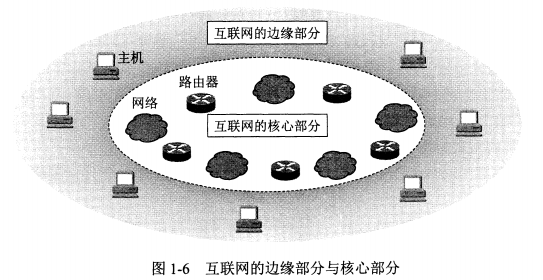 互联网的边缘部分
主机
路由器
网络
互联网的核心部分
图 1-6 互联网的边缘部分与核心部分